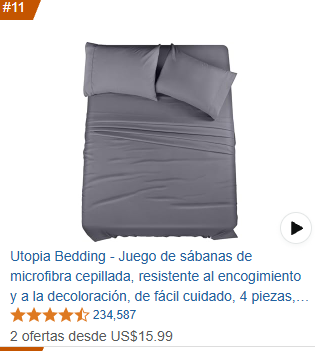 #11
Utopia Bedding - Juego de sábanas de
microfibra cepillada, resistente al encogimiento
y a la decoloración, de fácil cuidado, 4 piezas,...
234,587
2 ofertas desde US$15.99